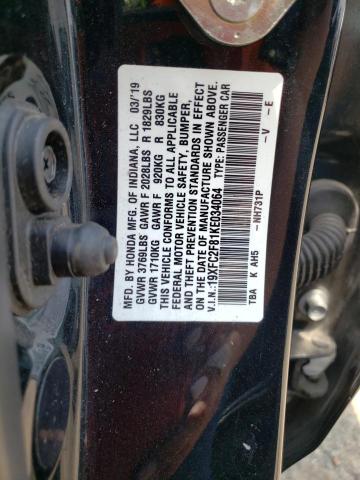 MFD. BY HONDA MFG. OF INDIANA, LLC 03/'19
GVWR 3769LBS GAWR F 2028LBS R 1829LBS
GVWR 1710KG GAWR F 920KG R 830KG
THIS VEHICLE CONFORMS TO ALL APPLICABLE
FEDERAL MOTOR VEHICLE SAFETY, BUMPER,
AND THEFT PREVENTION STANDARDS IN EFFECT
ON THE DATE OF MANUFACTURE SHOWN ABOVE.
V.I.N. 19XFC2F81KE034064 TYPE: PASSENGER CAR
-NH731P -V -E
TBA K AH5